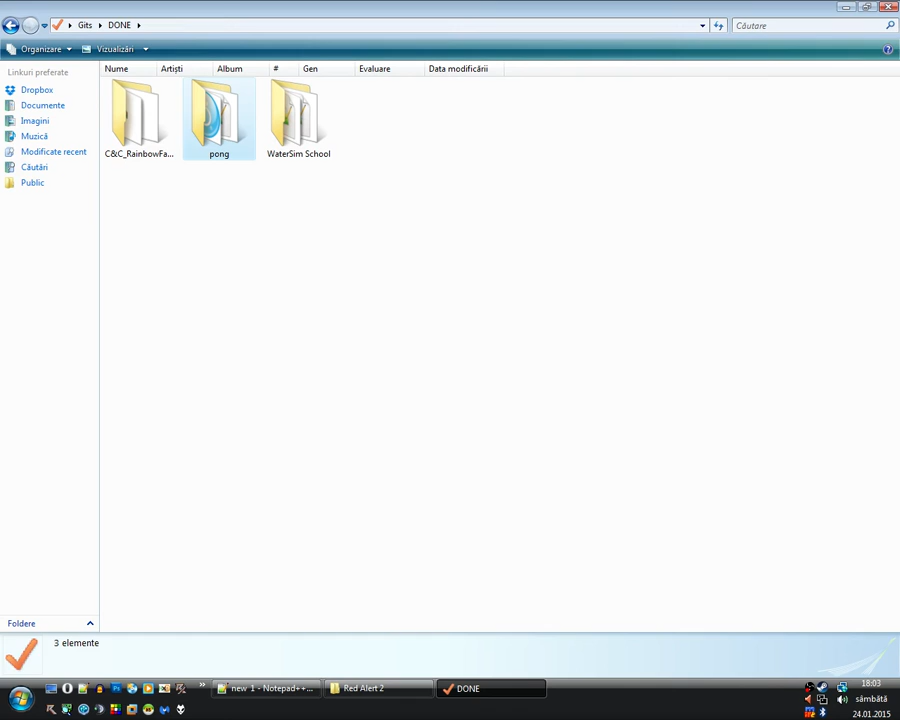 Gits DONE
Căutare
Organizare Vizualizări
Linkuri preferate
Dropbox
Documente
Imagini
Muzică
Modificate recent
Căutări
Public
Foldere
Nume Artiști Album # Gen Evaluare Data modificării
C&C_RainbowFa... pong WaterSim School
3 elemente
new 1 - Notepad++... Red Alert 2 DONE
18:03
sâmbătă
24.01.2015